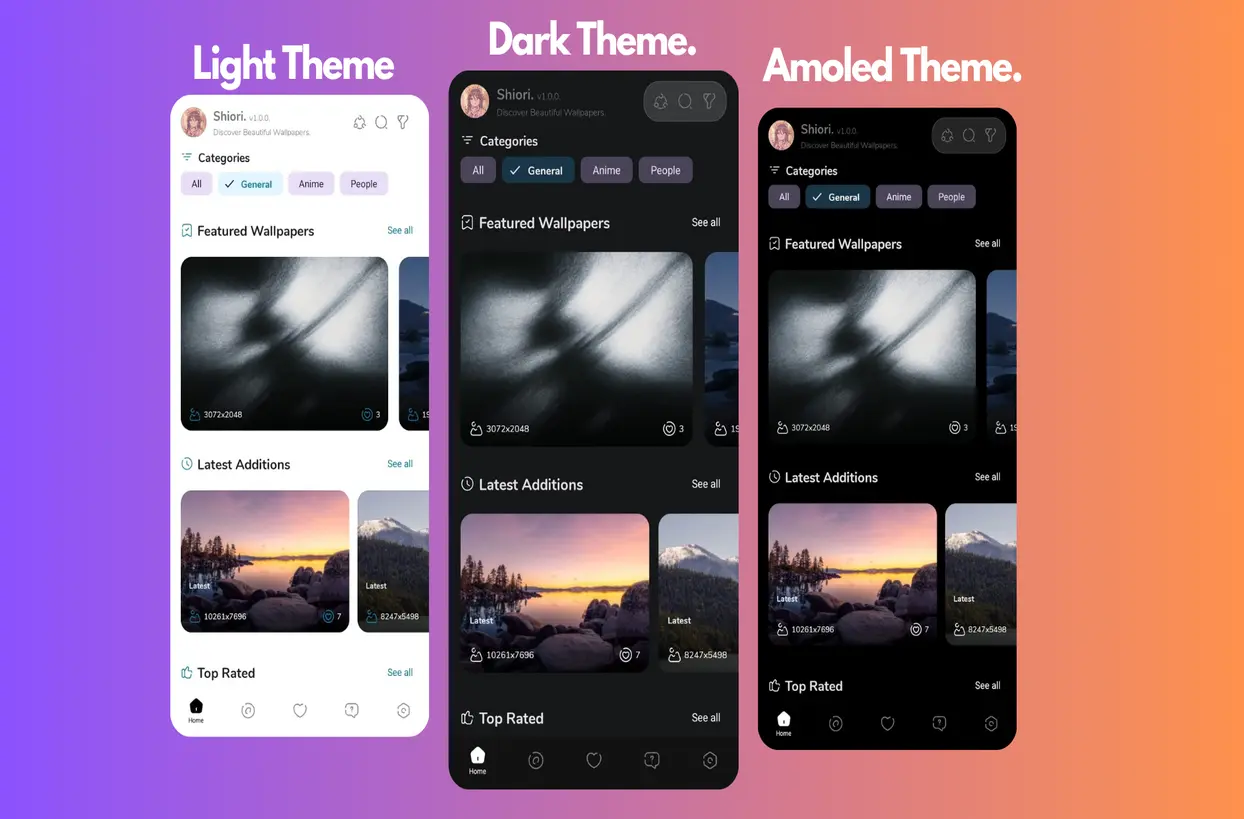 Light Theme
Shiori. v1.0.0.
Discover Beautiful Wallpapers.
Categories
All
General
Anime
People
Featured Wallpapers
See all
3072x2048
3
19
Latest Additions
See all
Latest
10261x7696
7
Latest
8247x5498
Top Rated
See all
Home
Dark Theme.
Shiori. v1.0.0.
Discover Beautiful Wallpapers.
Categories
All
General
Anime
People
Featured Wallpapers
See all
3072x2048
3
19
Latest Additions
See all
Latest
10261x7696
7
Latest
8247x5498
Top Rated
See all
Home
Amoled Theme.
Shiori. v1.0.0.
Discover Beautiful Wallpapers.
Categories
All
General
Anime
People
Featured Wallpapers
See all
3072x2048
3
19
Latest Additions
See all
Latest
10261x7696
7
Latest
8247x5498
Top Rated
See all
Home